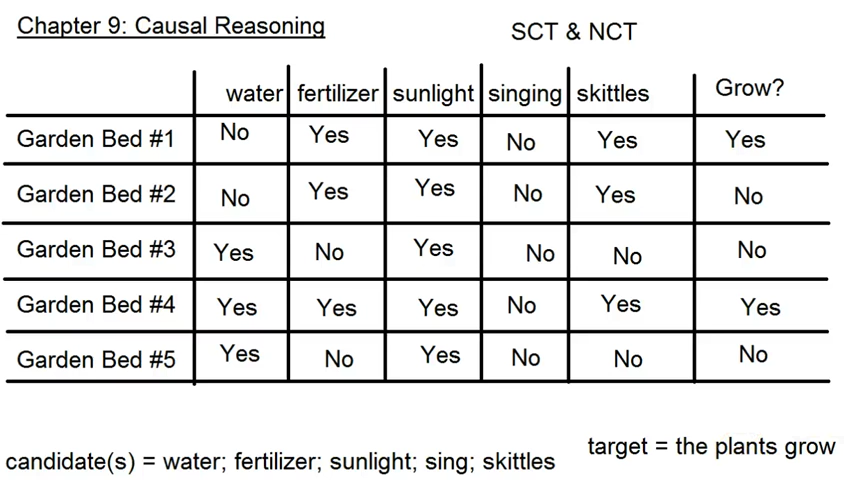 Chapter 9: Causal Reasoning
SCT & NCT
water fertilizer sunlight singing skittles Grow?
Garden Bed #1 No Yes Yes No Yes Yes
Garden Bed #2 No Yes Yes No Yes No
Garden Bed #3 Yes No Yes No No No
Garden Bed #4 Yes Yes Yes No Yes Yes
Garden Bed #5 Yes No Yes No No No
candidate(s) = water; fertilizer; sunlight; sing; skittles
target = the plants grow